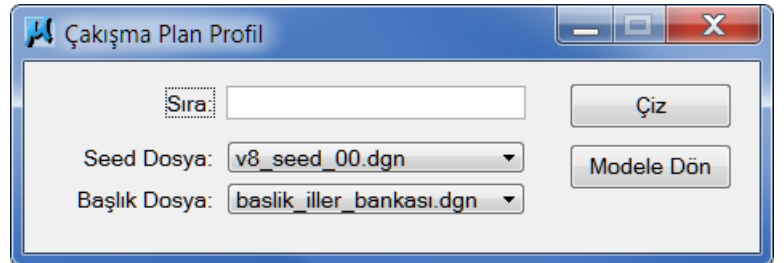 Çakışma Plan Profil
Sıra:
Çiz
Seed Dosya: v8_seed_00.dgn
Modele Dön
Başlık Dosya: baslik_iller_bankası.dgn